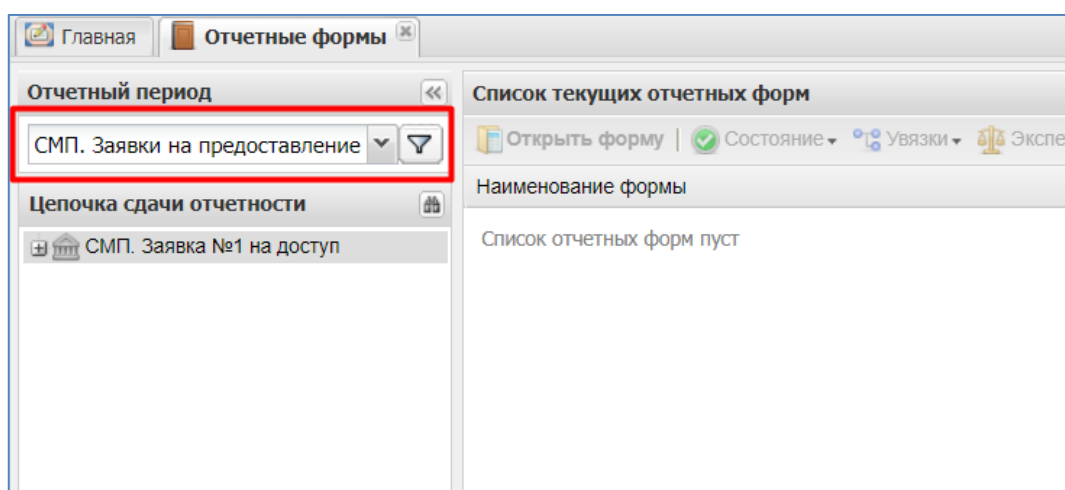 Главная
Отчетные формы
Отчетный период
СМП. Заявки на предоставление
Цепочка сдачи отчетности
СМП. Заявка №1 на доступ
Список текущих отчетных форм
Открыть форму | Состояние Увязки Экспе
Наименование формы
Список отчетных форм пуст